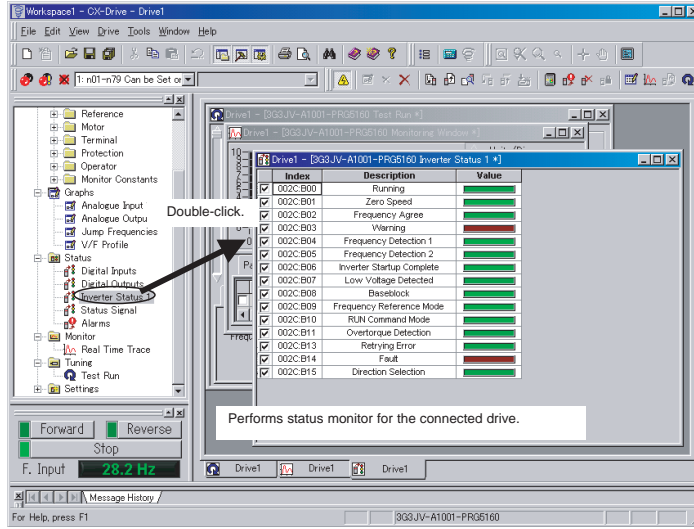 Workspace1 - CX-Drive - Drive1
File Edit View Drive Tools Window Help
1: n01-n79 Can be Set or
Reference
Motor
Terminal
Protection
Operator
Monitor Constants
Graphs
Analogue Input
Analogue Outpu
Jump Frequencies
V/F Profile
Status
Digital Inputs
Digital Outputs
Inverter Status 1
Status Signal
Alarms
Monitor
Real Time Trace
Tuning
Test Run
Settings
Double-click.
Drive1 - [3G3JV-A1001-PRG5160 Test Run *]
Drive1 - [3G3JV-A1001-PRG5160 Monitoring Window *]
Drive1 - [3G3JV-A1001-PRG5160 Inverter Status 1 *]
Index Description Value
002C:B00 Running
002C:B01 Zero Speed
002C:B02 Frequency Agree
002C:B03 Warning
002C:B04 Frequency Detection 1
002C:B05 Frequency Detection 2
002C:B06 Inverter Startup Complete
002C:B07 Low Voltage Detected
002C:B08 Baseblock
002C:B09 Frequency Reference Mode
002C:B10 RUN Command Mode
002C:B11 Overtorque Detection
002C:B13 Retrying Error
002C:B14 Fault
002C:B15 Direction Selection
Performs status monitor for the connected drive.
Forward Reverse
Stop
F. Input 28.2 Hz
Drive1 Drive1 Drive1
Message History
For Help, press F1
3G3JV-A1001-PRG5160